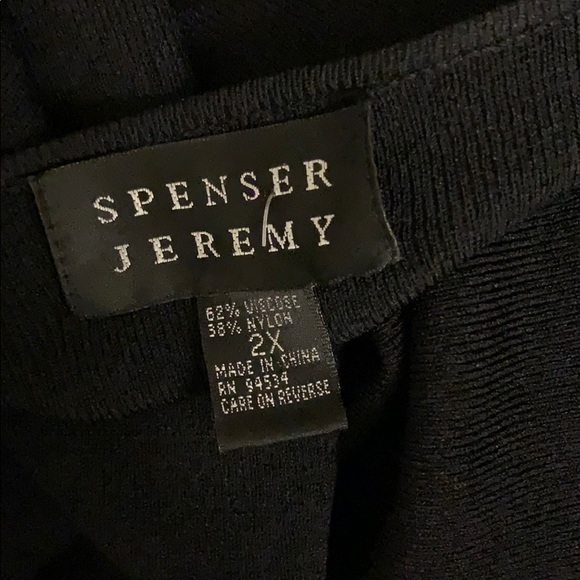 SPENSER
JEREMY
62% VISCOSE
38% NYLON
2X
MADE IN CHINA
RN 94534
CARE ON REVERSE